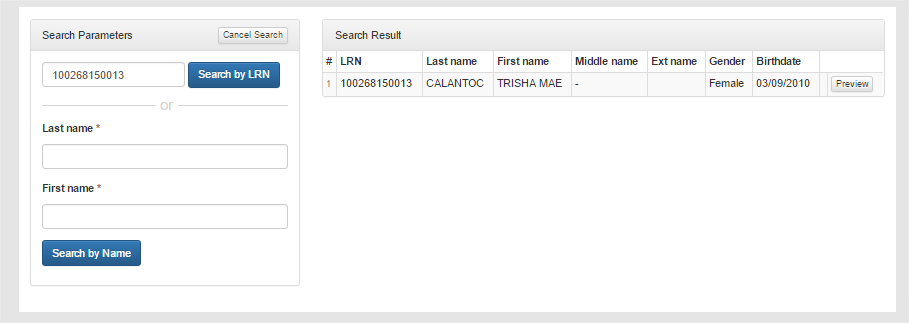 Search Parameters
Cancel Search
100268150013
Search by LRN
or
Last name *
First name *
Search by Name
Search Result
# LRN Last name First name Middle name Ext name Gender Birthdate
1 100268150013 CALANTOC TRISHA MAE - Female 03/09/2010 Preview